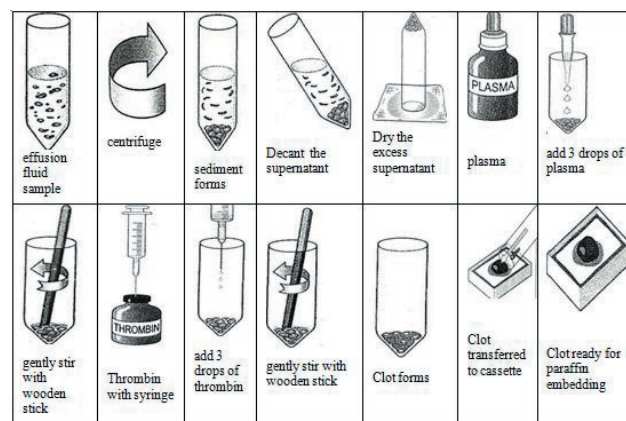 effusion
fluid
sample
centrifuge
sediment
forms
Decant the
supernatant
Dry the
excess
supernatant
PLASMA
plasma
add 3 drops of
plasma
gently stir
with
wooden
stick
THROMBIN
Thrombin
with syringe
add 3
drops of
thrombin
gently stir with
wooden stick
Clot forms
Clot
transferred
to cassette
Clot ready for
paraffin
embedding